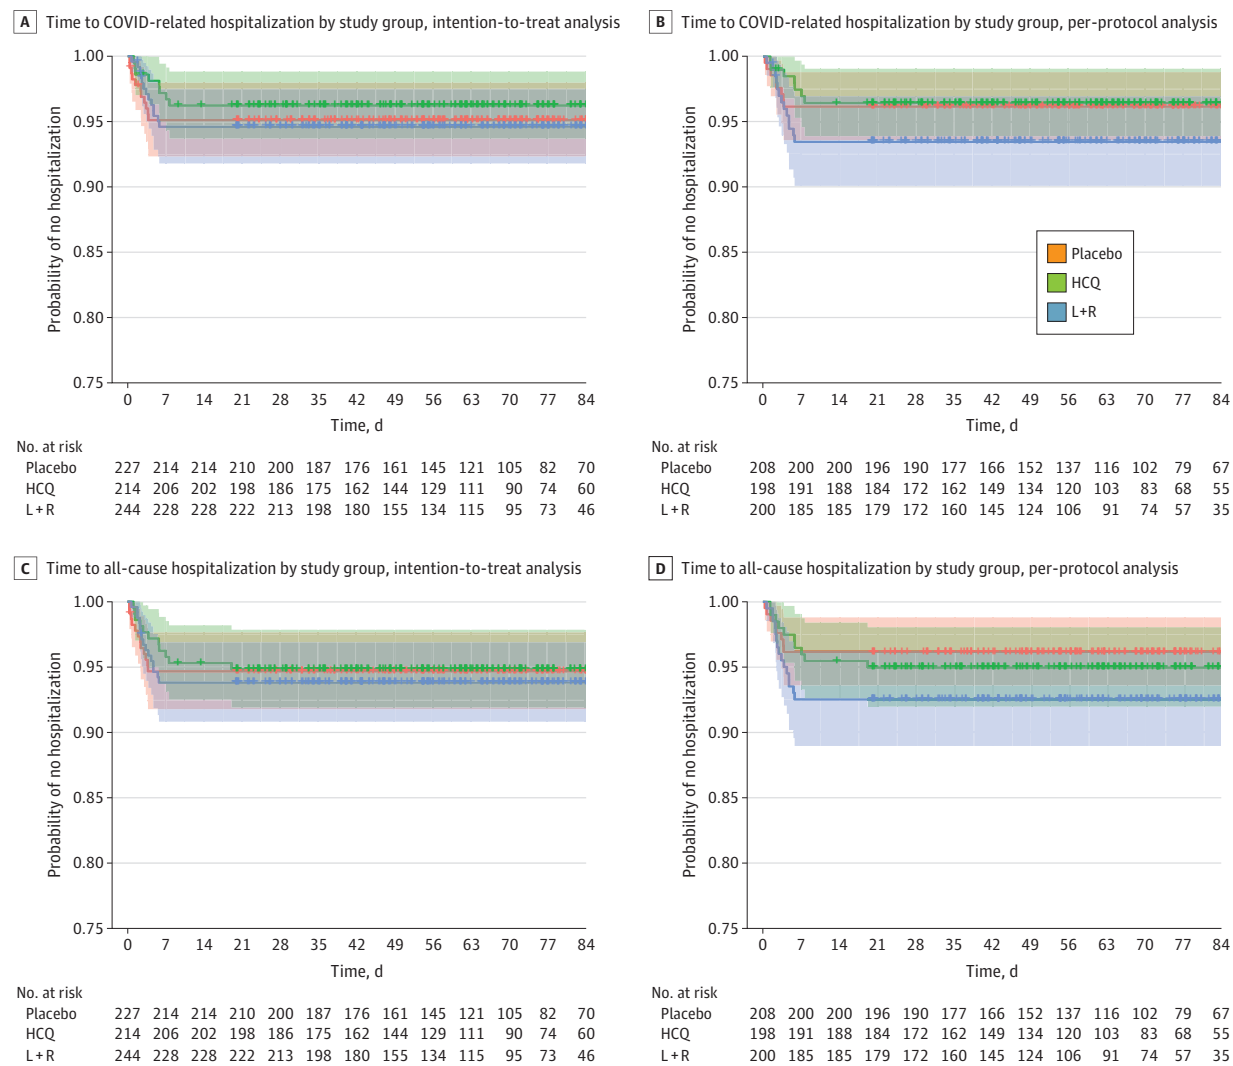 A Time to COVID-related hospitalization by study group, intention-to-treat analysis
1.00
0.95
0.90
0.85
0.80
0.75
Probability of no hospitalization
0 7 14 21 28 35 42 49 56 63 70 77 84
Time, d
No. at risk
Placebo 227 214 214 210 200 187 176 161 145 121 105 82 70
HCQ 214 206 202 198 186 175 162 144 129 111 90 74 60
L+R 244 228 228 222 213 198 180 155 134 115 95 73 46
B Time to COVID-related hospitalization by study group, per-protocol analysis
1.00
0.95
0.90
0.85
0.80
0.75
Probability of no hospitalization
Placebo
HCQ
L+R
0 7 14 21 28 35 42 49 56 63 70 77 84
Time, d
No. at risk
Placebo 208 200 200 196 190 177 166 152 137 116 102 79 67
HCQ 198 191 188 184 172 162 149 134 120 103 83 68 55
L+R 200 185 185 179 172 160 145 124 106 91 74 57 35
C Time to all-cause hospitalization by study group, intention-to-treat analysis
1.00
0.95
0.90
0.85
0.80
0.75
Probability of no hospitalization
0 7 14 21 28 35 42 49 56 63 70 77 84
Time, d
No. at risk
Placebo 227 214 214 210 200 187 176 161 145 121 105 82 70
HCQ 214 206 202 198 186 175 162 144 129 111 90 74 60
L+R 244 228 228 222 213 198 180 155 134 115 95 73 46
D Time to all-cause hospitalization by study group, per-protocol analysis
1.00
0.95
0.90
0.85
0.80
0.75
Probability of no hospitalization
0 7 14 21 28 35 42 49 56 63 70 77 84
Time, d
No. at risk
Placebo 208 200 200 196 190 177 166 152 137 116 102 79 67
HCQ 198 191 188 184 172 162 149 134 120 103 83 68 55
L+R 200 185 185 179 172 160 145 124 106 91 74 57 35